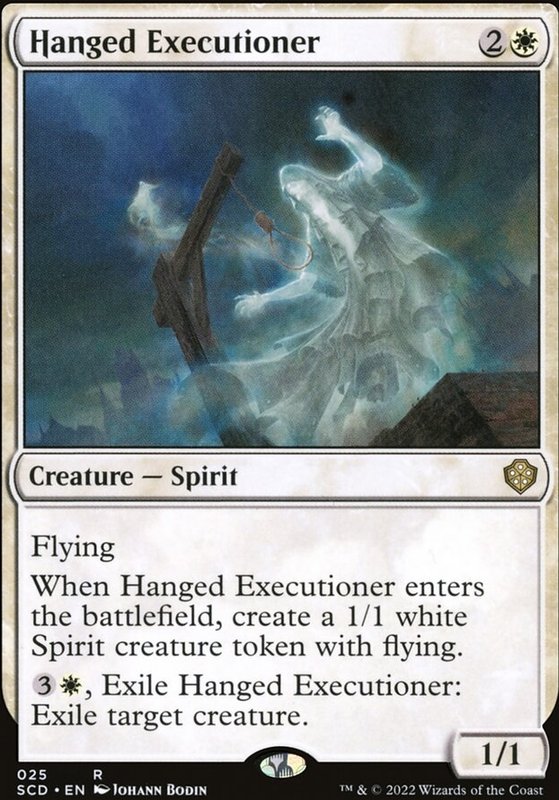 Hanged Executioner 2
Creature — Spirit
Flying
When Hanged Executioner enters
the battlefield, create a 1/1 white
Spirit creature token with flying.
3, Exile Hanged Executioner:
Exile target creature.
1/1
025 R
SCD • EN Johann Bodin
™ & © 2022 Wizards of the Coast